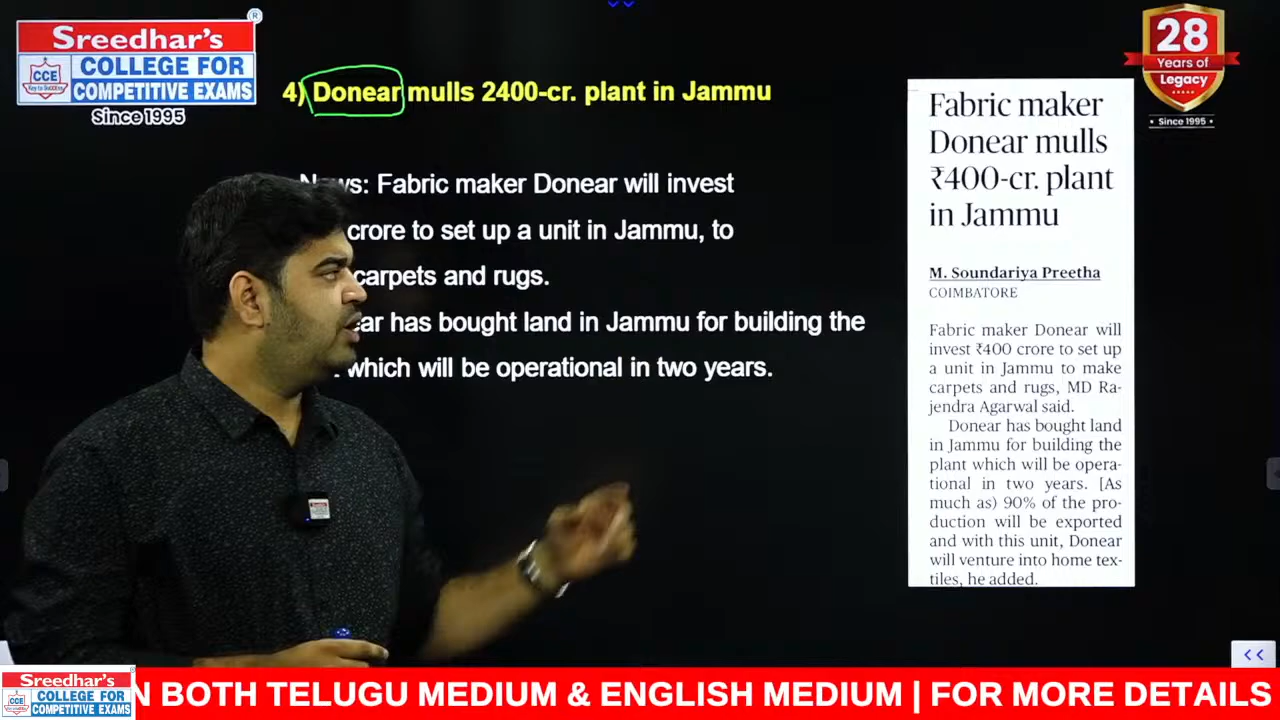 Sreedhar's
CCE
Key to Success
COLLEGE FOR
COMPETITIVE EXAMS
Since 1995
4) Donear mulls 2400-cr. plant in Jammu
News: Fabric maker Donear will invest
crore to set up a unit in Jammu, to
carpets and rugs.
has bought land in Jammu for building the
which will be operational in two years.
28
Years of
Legacy
• Since 1995 •
Fabric maker
Donear mulls
₹400-cr. plant
in Jammu
M. Soundariya Preetha
COIMBATORE
Fabric maker Donear will
invest ₹400 crore to set up
a unit in Jammu to make
carpets and rugs, MD Ra-
jendra Agarwal said.
Donear has bought land
in Jammu for building the
plant which will be opera-
tional in two years. [As
much as) 90% of the pro-
duction will be exported
and with this unit, Donear
will venture into home tex-
tiles, he added.
<<
Sreedhar's
CCE
COLLEGE FOR
COMPETITIVE EXAMS
N BOTH TELUGU MEDIUM & ENGLISH MEDIUM | FOR MORE DETAILS